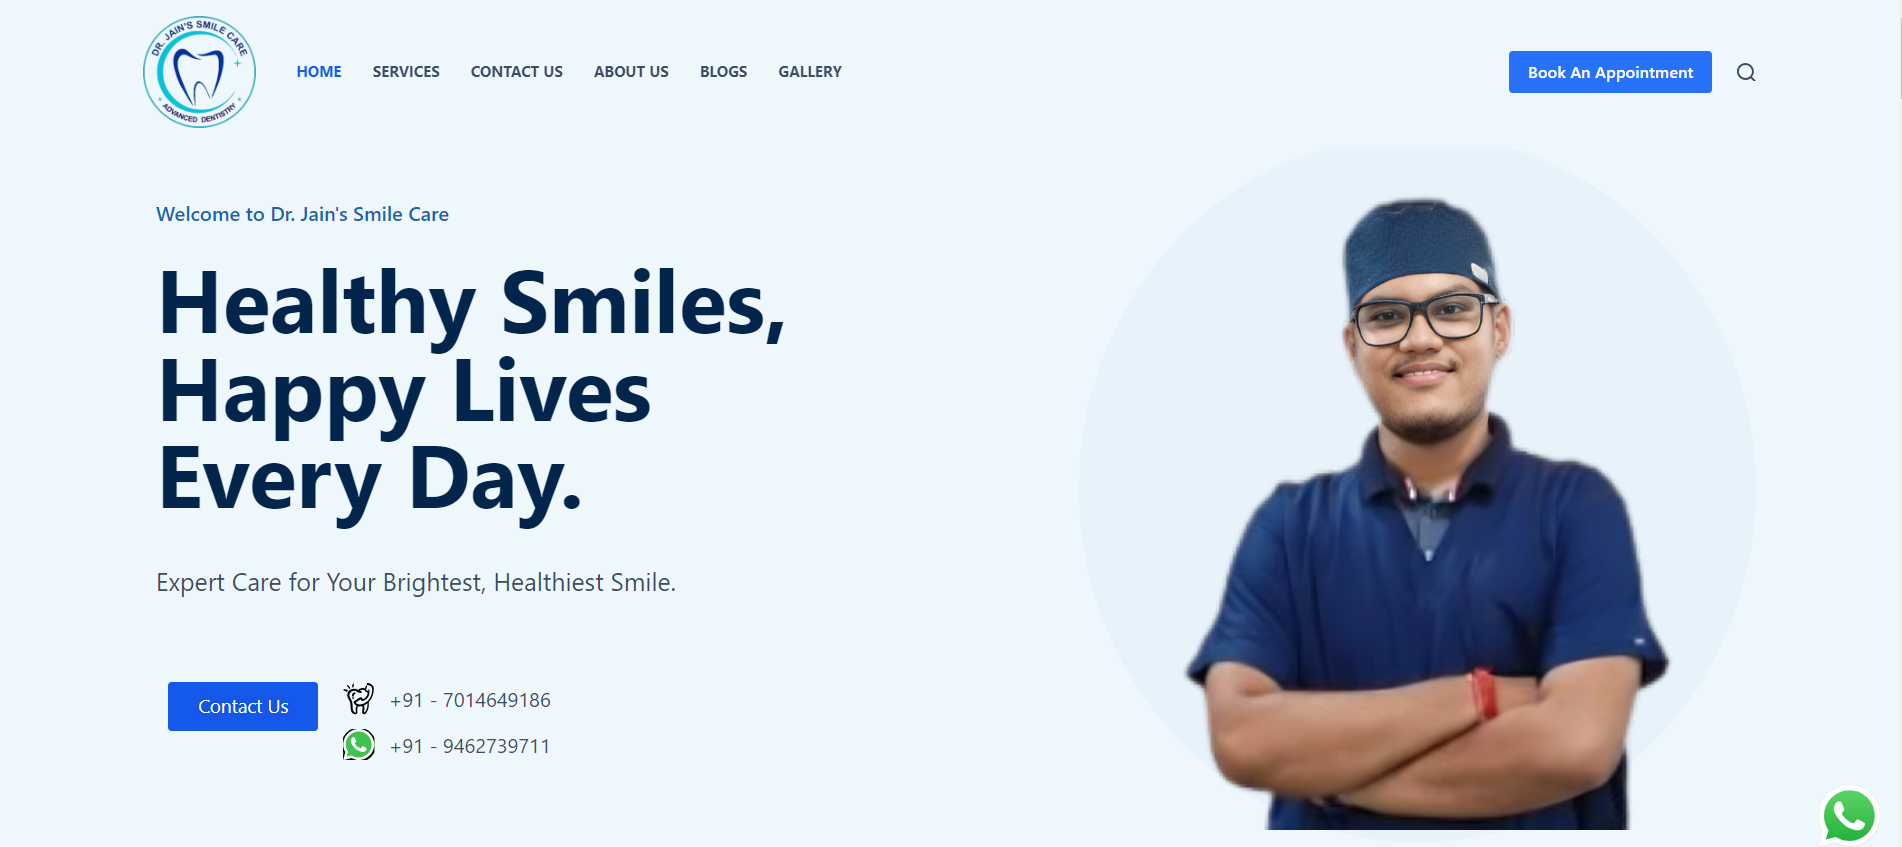 DR. JAIN'S SMILE CARE
ADVANCED DENTISTRY
HOME SERVICES CONTACT US ABOUT US BLOGS GALLERY
Book An Appointment
Welcome to Dr. Jain's Smile Care
Healthy Smiles,
Happy Lives
Every Day.
Expert Care for Your Brightest, Healthiest Smile.
Contact Us
+91 - 7014649186
+91 - 9462739711